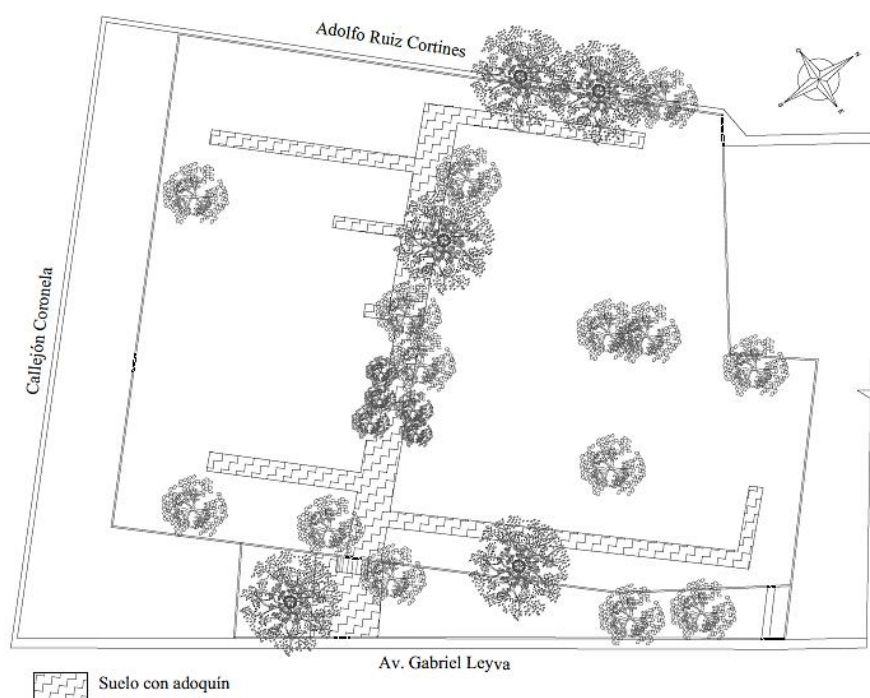 Adolfo Ruiz Cortines
Callejón Coronela
Av. Gabriel Leyva
Suelo con adoquín